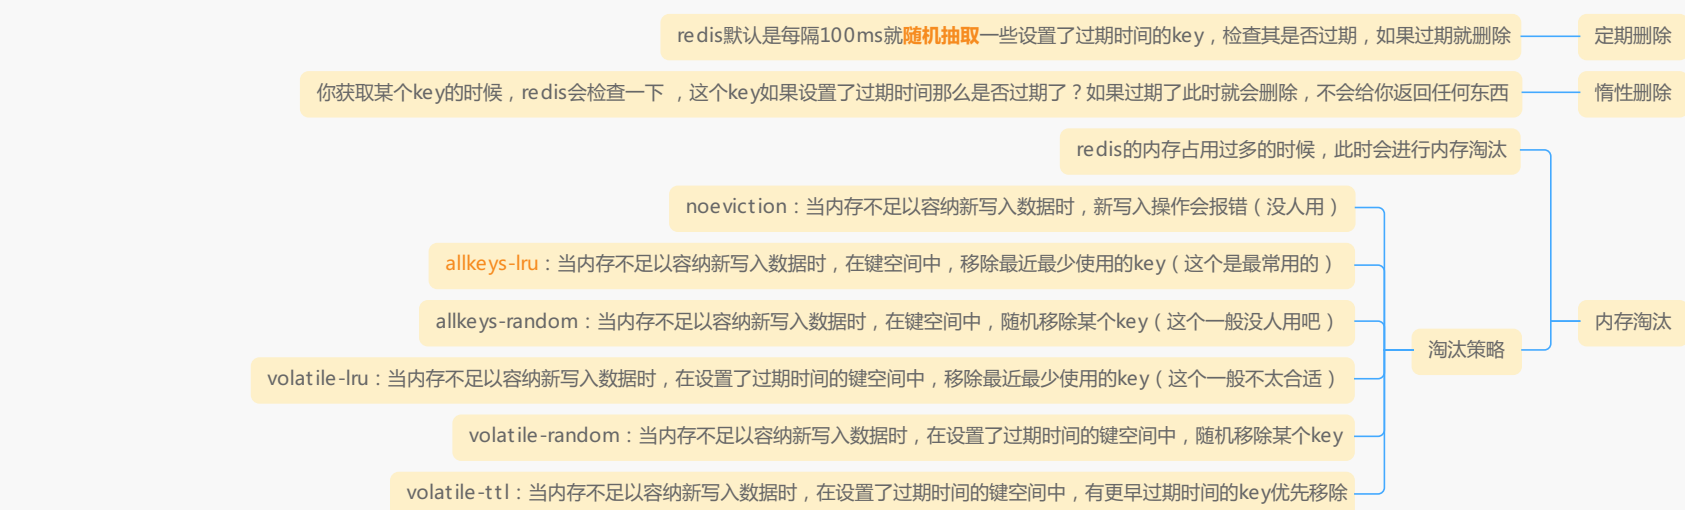 redis默认是每隔100ms就随机抽取一些设置了过期时间的key，检查其是否过期，如果过期就删除
定期删除
你获取某个key的时候，redis会检查一下 ，这个key如果设置了过期时间那么是否过期了？如果过期了此时就会删除，不会给你返回任何东西
惰性删除
redis的内存占用过多的时候，此时会进行内存淘汰
noeviction：当内存不足以容纳新写入数据时，新写入操作会报错（没人用）
allkeys-lru：当内存不足以容纳新写入数据时，在键空间中，移除最近最少使用的key（这个是最常用的）
allkeys-random：当内存不足以容纳新写入数据时，在键空间中，随机移除某个key（这个一般没人用吧）
内存淘汰
淘汰策略
volatile-lru：当内存不足以容纳新写入数据时，在设置了过期时间的键空间中，移除最近最少使用的key（这个一般不太合适）
volatile-random：当内存不足以容纳新写入数据时，在设置了过期时间的键空间中，随机移除某个key
volatile-ttl：当内存不足以容纳新写入数据时，在设置了过期时间的键空间中，有更早过期时间的key优先移除